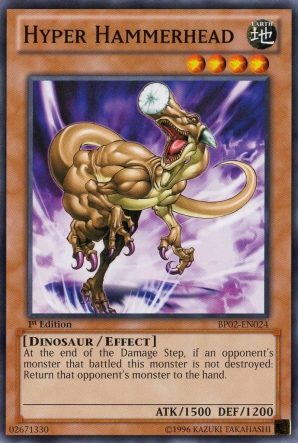 HYPER HAMMERHEAD
EARTH
地
1st Edition
BP02-EN024
[DINOSAUR / EFFECT]
At the end of the Damage Step, if an opponent's
monster that battled this monster is not destroyed:
Return that opponent's monster to the hand.
ATK/1500 DEF/1200
02671330
©1996 KAZUKI TAKAHASHI